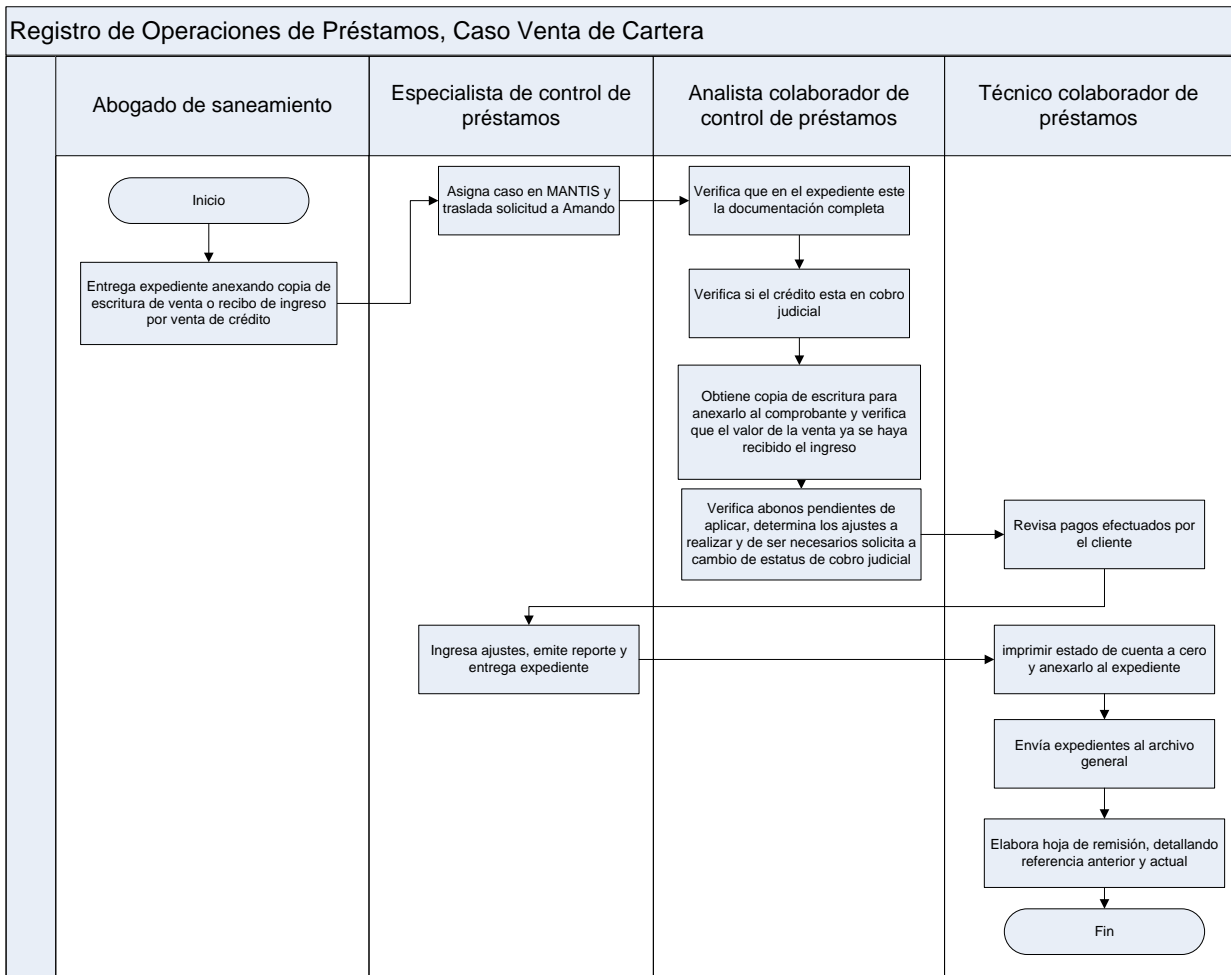 Registro de Operaciones de Préstamos, Caso Venta de Cartera
Abogado de saneamiento
Especialista de control de
préstamos
Analista colaborador de
control de préstamos
Técnico colaborador de
préstamos
Inicio
Entrega expediente anexando copia de
escritura de venta o recibo de ingreso
por venta de crédito
Asigna caso en MANTIS y
traslada solicitud a Amando
Verifica que en el expediente este
la documentación completa
Verifica si el crédito esta en cobro
judicial
Obtiene copia de escritura para
anexarlo al comprobante y verifica
que el valor de la venta ya se haya
recibido el ingreso
Verifica abonos pendientes de
aplicar, determina los ajustes a
realizar y de ser necesarios solicita a
cambio de estatus de cobro judicial
Revisa pagos efectuados por
el cliente
Ingresa ajustes, emite reporte y
entrega expediente
imprimir estado de cuenta a cero
y anexarlo al expediente
Envía expedientes al archivo
general
Elabora hoja de remisión, detallando
referencia anterior y actual
Fin